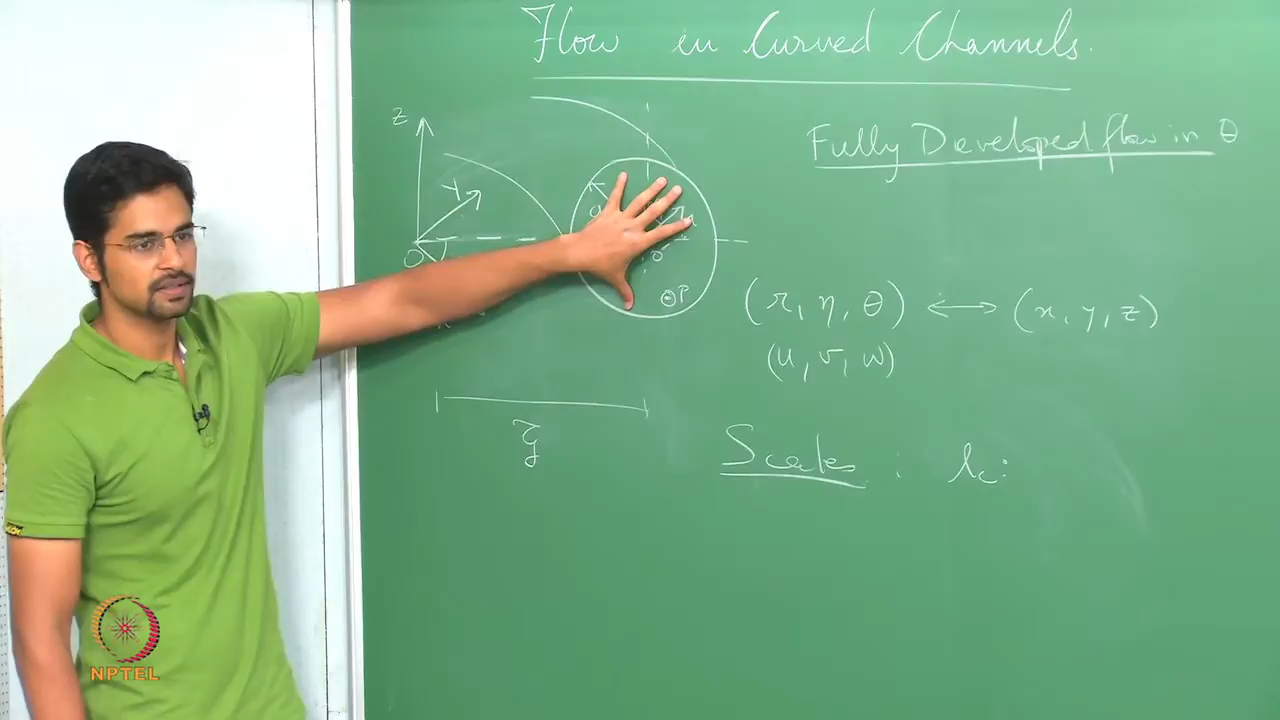 Flow in Curved Channels.
Fully Developed flow in θ
z
y
O
a
O
P
(r, η, θ) ⟷ (x, y, z)
(u, v, w)
Scales : lc:
NPTEL